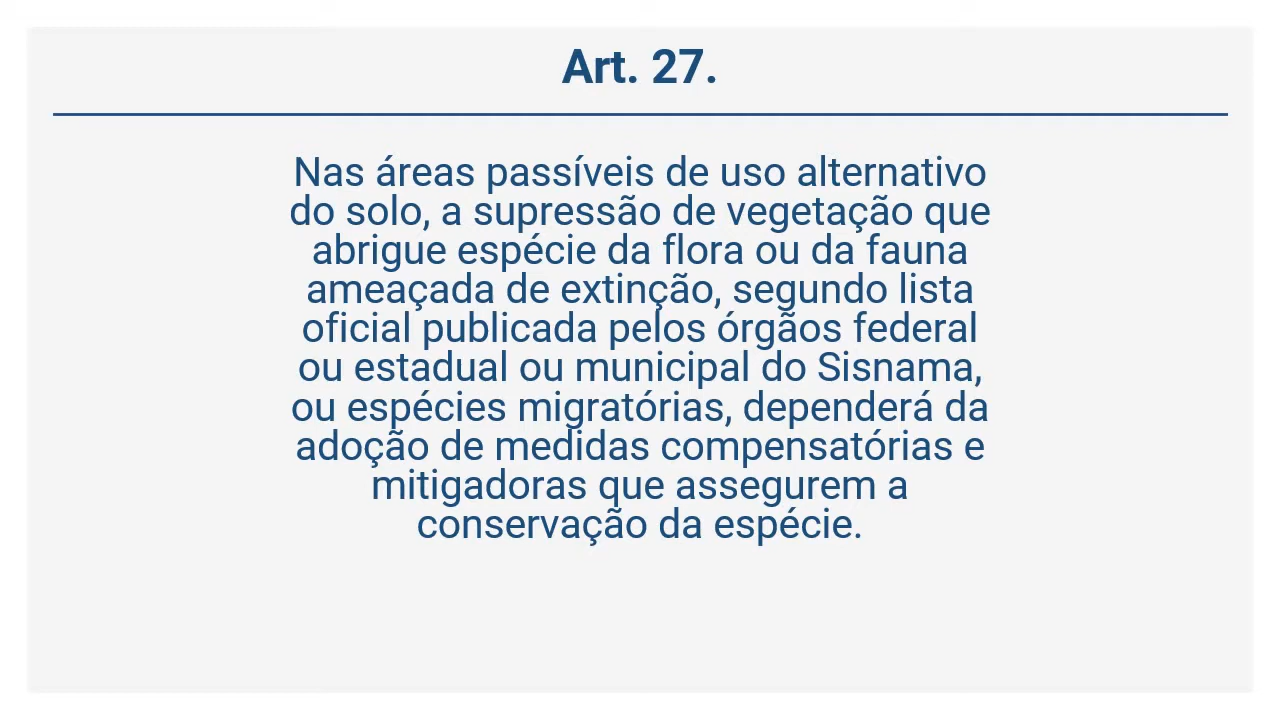 Art. 27.
Nas áreas passíveis de uso alternativo
do solo, a supressão de vegetação que
abrigue espécie da flora ou da fauna
ameaçada de extinção, segundo lista
oficial publicada pelos órgãos federal
ou estadual ou municipal do Sisnama,
ou espécies migratórias, dependerá da
adoção de medidas compensatórias e
mitigadoras que assegurem a
conservação da espécie.